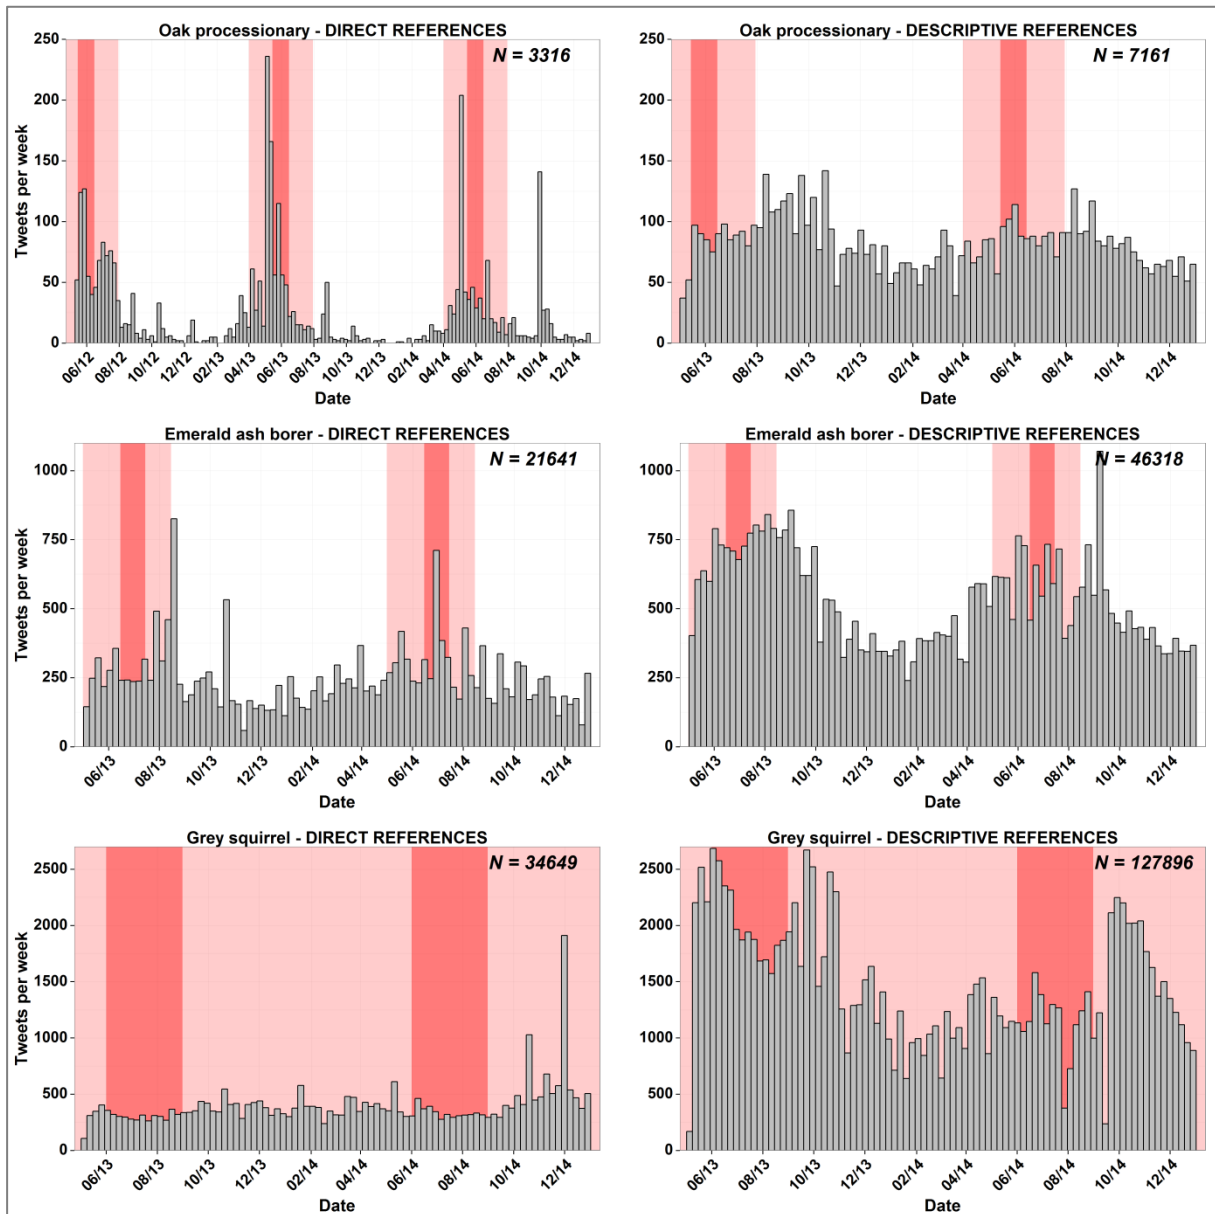 Oak processionary - DIRECT REFERENCES
N = 3316
250
200
150
100
50
0
Tweets per week
06/12 08/12 10/12 12/12 02/13 04/13 06/13 08/13 10/13 12/13 02/14 04/14 06/14 08/14 10/14 12/14
Date
Oak processionary - DESCRIPTIVE REFERENCES
N = 7161
250
200
150
100
50
0
06/13 08/13 10/13 12/13 02/14 04/14 06/14 08/14 10/14 12/14
Date
Emerald ash borer - DIRECT REFERENCES
N = 21641
1000
750
500
250
0
Tweets per week
06/13 08/13 10/13 12/13 02/14 04/14 06/14 08/14 10/14 12/14
Date
Emerald ash borer - DESCRIPTIVE REFERENCES
N = 46318
1000
750
500
250
0
06/13 08/13 10/13 12/13 02/14 04/14 06/14 08/14 10/14 12/14
Date
Grey squirrel - DIRECT REFERENCES
N = 34649
2500
2000
1500
1000
500
0
Tweets per week
06/13 08/13 10/13 12/13 02/14 04/14 06/14 08/14 10/14 12/14
Date
Grey squirrel - DESCRIPTIVE REFERENCES
N = 127896
2500
2000
1500
1000
500
0
06/13 08/13 10/13 12/13 02/14 04/14 06/14 08/14 10/14 12/14
Date